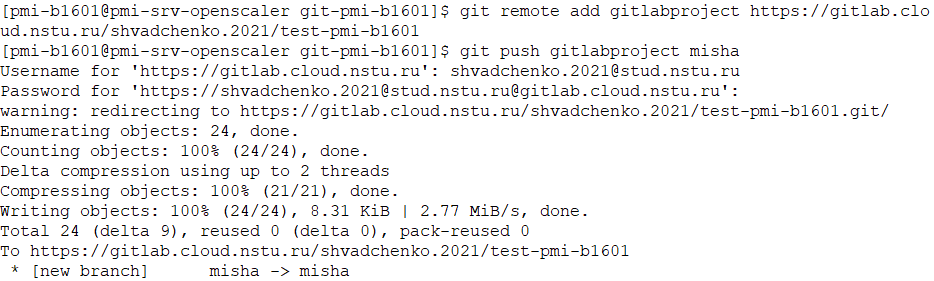 [pmi-b1601@pmi-srv-openscaler git-pmi-b1601]$ git remote add gitlabproject https://gitlab.clo
ud.nstu.ru/shvadchenko.2021/test-pmi-b1601
[pmi-b1601@pmi-srv-openscaler git-pmi-b1601]$ git push gitlabproject misha
Username for 'https://gitlab.cloud.nstu.ru': shvadchenko.2021@stud.nstu.ru
Password for 'https://shvadchenko.2021@stud.nstu.ru@gitlab.cloud.nstu.ru':
warning: redirecting to https://gitlab.cloud.nstu.ru/shvadchenko.2021/test-pmi-b1601.git/
Enumerating objects: 24, done.
Counting objects: 100% (24/24), done.
Delta compression using up to 2 threads
Compressing objects: 100% (21/21), done.
Writing objects: 100% (24/24), 8.31 KiB | 2.77 MiB/s, done.
Total 24 (delta 9), reused 0 (delta 0), pack-reused 0
To https://gitlab.cloud.nstu.ru/shvadchenko.2021/test-pmi-b1601
 * [new branch]      misha -> misha